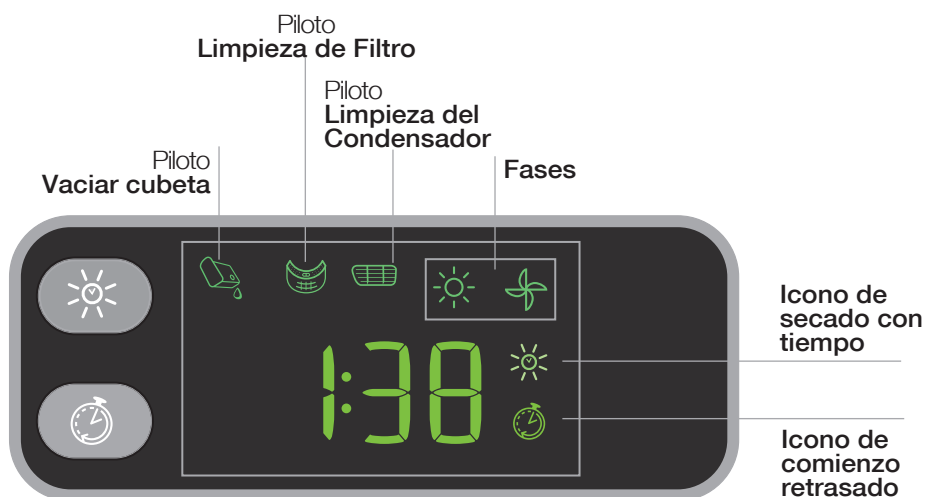 Piloto
Limpieza de Filtro
Piloto
Limpieza del
Condensador
Piloto
Vaciar cubeta
Fases
1:38
Icono de
secado con
tiempo
Icono de
comienzo
retrasado